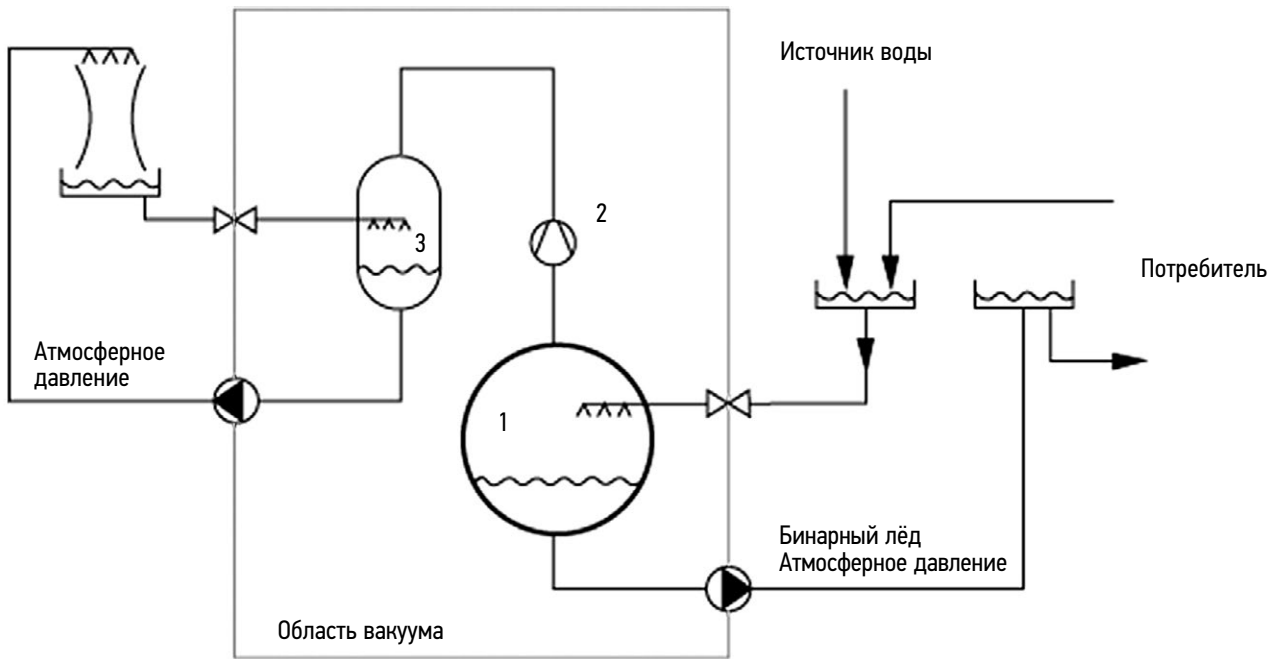 Источник воды
2
3
Потребитель
Атмосферное
давление
1
Бинарный лёд
Атмосферное давление
Область вакуума